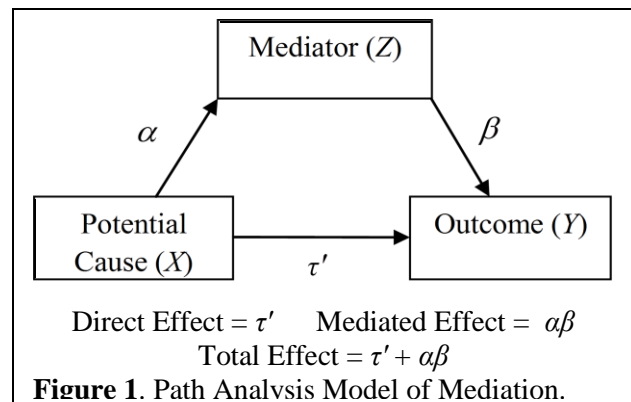 Mediator (Z)
α
β
Potential
Cause (X)
Outcome (Y)
τ′
Direct Effect = τ′ Mediated Effect = αβ
Total Effect = τ′ + αβ
Figure 1. Path Analysis Model of Mediation.